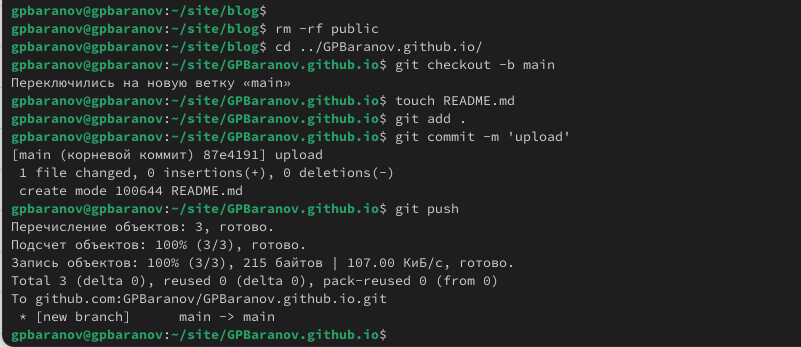 gpbaranov@gpbaranov:~/site/blog$
gpbaranov@gpbaranov:~/site/blog$ rm -rf public
gpbaranov@gpbaranov:~/site/blog$ cd ../GPBaranov.github.io/
gpbaranov@gpbaranov:~/site/GPBaranov.github.io$ git checkout -b main
Переключились на новую ветку «main»
gpbaranov@gpbaranov:~/site/GPBaranov.github.io$ touch README.md
gpbaranov@gpbaranov:~/site/GPBaranov.github.io$ git add .
gpbaranov@gpbaranov:~/site/GPBaranov.github.io$ git commit -m 'upload'
[main (корневой коммит) 87e4191] upload
 1 file changed, 0 insertions(+), 0 deletions(-)
 create mode 100644 README.md
gpbaranov@gpbaranov:~/site/GPBaranov.github.io$ git push
Перечисление объектов: 3, готово.
Подсчет объектов: 100% (3/3), готово.
Запись объектов: 100% (3/3), 215 байтов | 107.00 КиБ/с, готово.
Total 3 (delta 0), reused 0 (delta 0), pack-reused 0 (from 0)
To github.com:GPBaranov/GPBaranov.github.io.git
 * [new branch]      main -> main
gpbaranov@gpbaranov:~/site/GPBaranov.github.io$